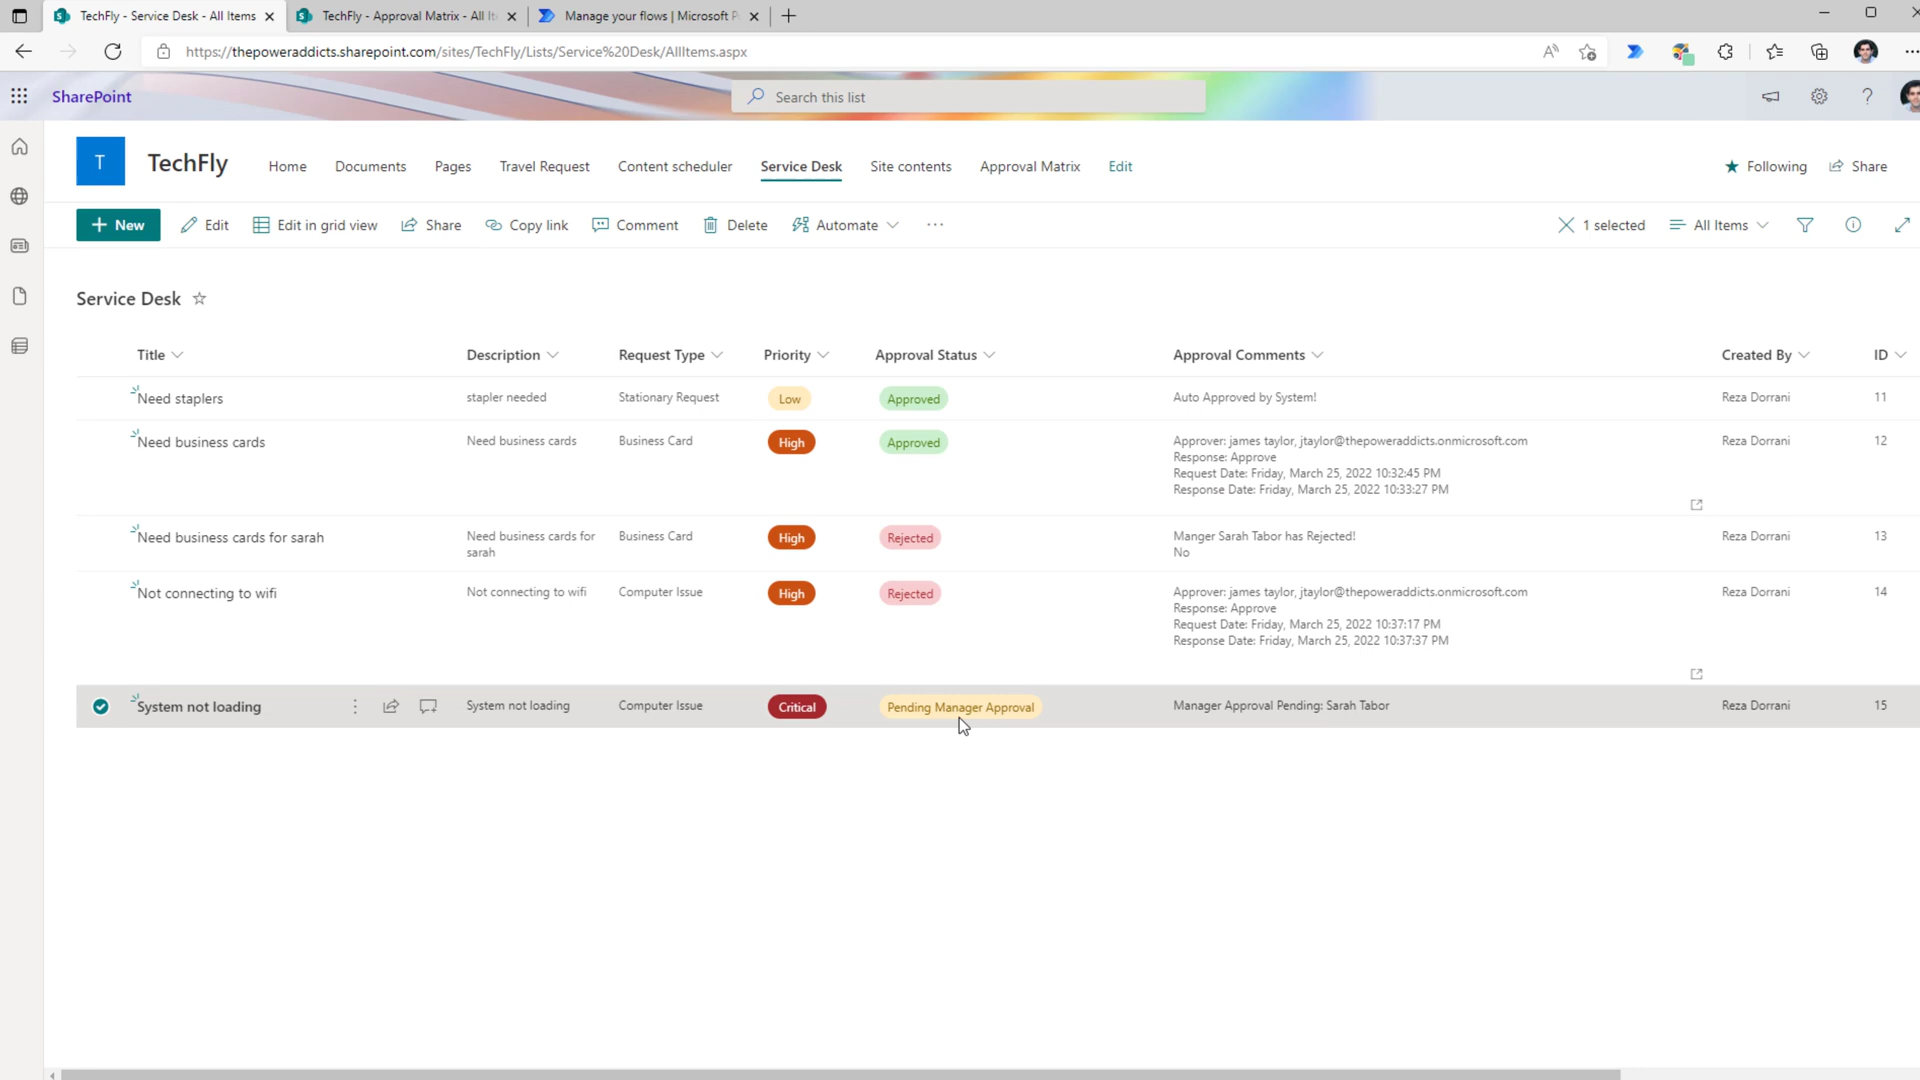 TechFly - Service Desk - All Items
TechFly - Approval Matrix - All It
Manage your flows | Microsoft P
https://thepoweraddicts.sharepoint.com/sites/TechFly/Lists/Service%20Desk/AllItems.aspx
SharePoint
Search this list
T
TechFly
Home
Documents
Pages
Travel Request
Content scheduler
Service Desk
Site contents
Approval Matrix
Edit
Following
Share
New
Edit
Edit in grid view
Share
Copy link
Comment
Delete
Automate
1 selected
All Items
Service Desk
Title
Description
Request Type
Priority
Approval Status
Approval Comments
Created By
ID
Need staplers
stapler needed
Stationary Request
Low
Approved
Auto Approved by System!
Reza Dorrani
11
Need business cards
Need business cards
Business Card
High
Approved
Approver: james taylor, jtaylor@thepoweraddicts.onmicrosoft.com
Response: Approve
Request Date: Friday, March 25, 2022 10:32:45 PM
Response Date: Friday, March 25, 2022 10:33:27 PM
Reza Dorrani
12
Need business cards for sarah
Need business cards for
sarah
Business Card
High
Rejected
Manger Sarah Tabor has Rejected!
No
Reza Dorrani
13
Not connecting to wifi
Not connecting to wifi
Computer Issue
High
Rejected
Approver: james taylor, jtaylor@thepoweraddicts.onmicrosoft.com
Response: Approve
Request Date: Friday, March 25, 2022 10:37:17 PM
Response Date: Friday, March 25, 2022 10:37:37 PM
Reza Dorrani
14
System not loading
System not loading
Computer Issue
Critical
Pending Manager Approval
Manager Approval Pending: Sarah Tabor
Reza Dorrani
15